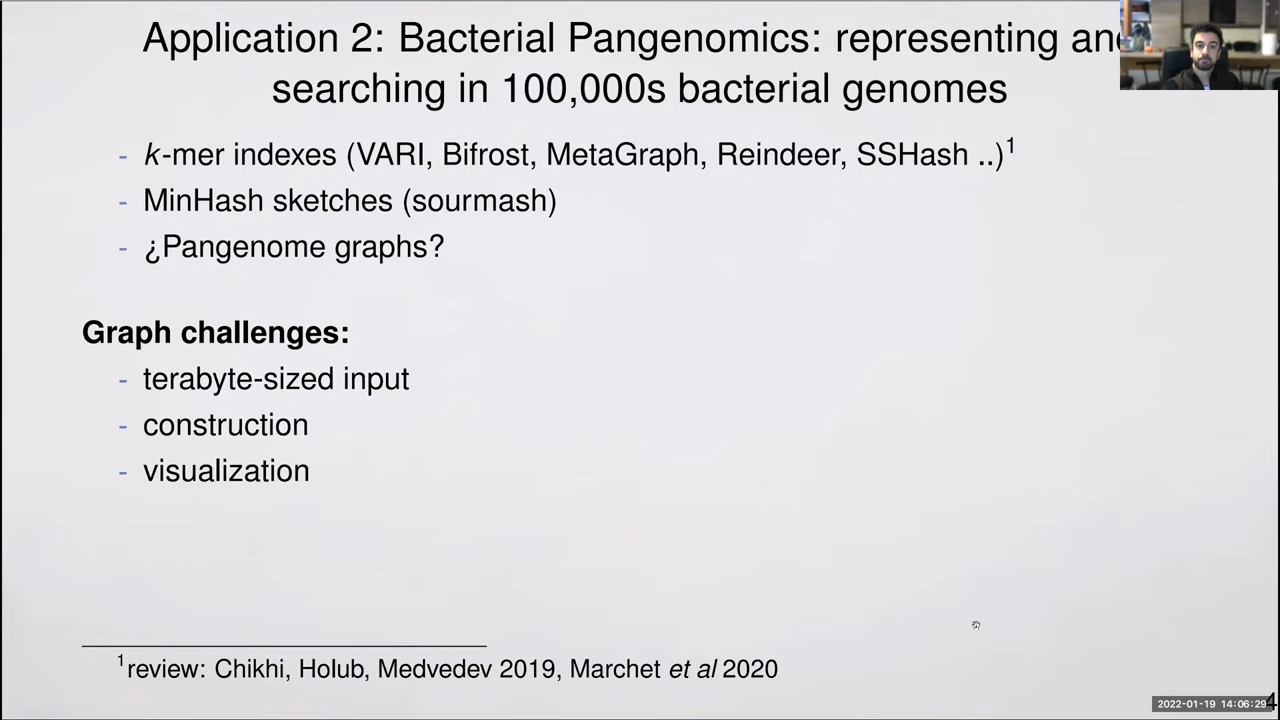 Application 2: Bacterial Pangenomics: representing and
searching in 100,000s bacterial genomes
- k-mer indexes (VARI, Bifrost, MetaGraph, Reindeer, SSHash ..)1
- MinHash sketches (sourmash)
- ¿Pangenome graphs?
Graph challenges:
- terabyte-sized input
- construction
- visualization
1review: Chikhi, Holub, Medvedev 2019, Marchet et al 2020
2022-01-19 14:06:29
4